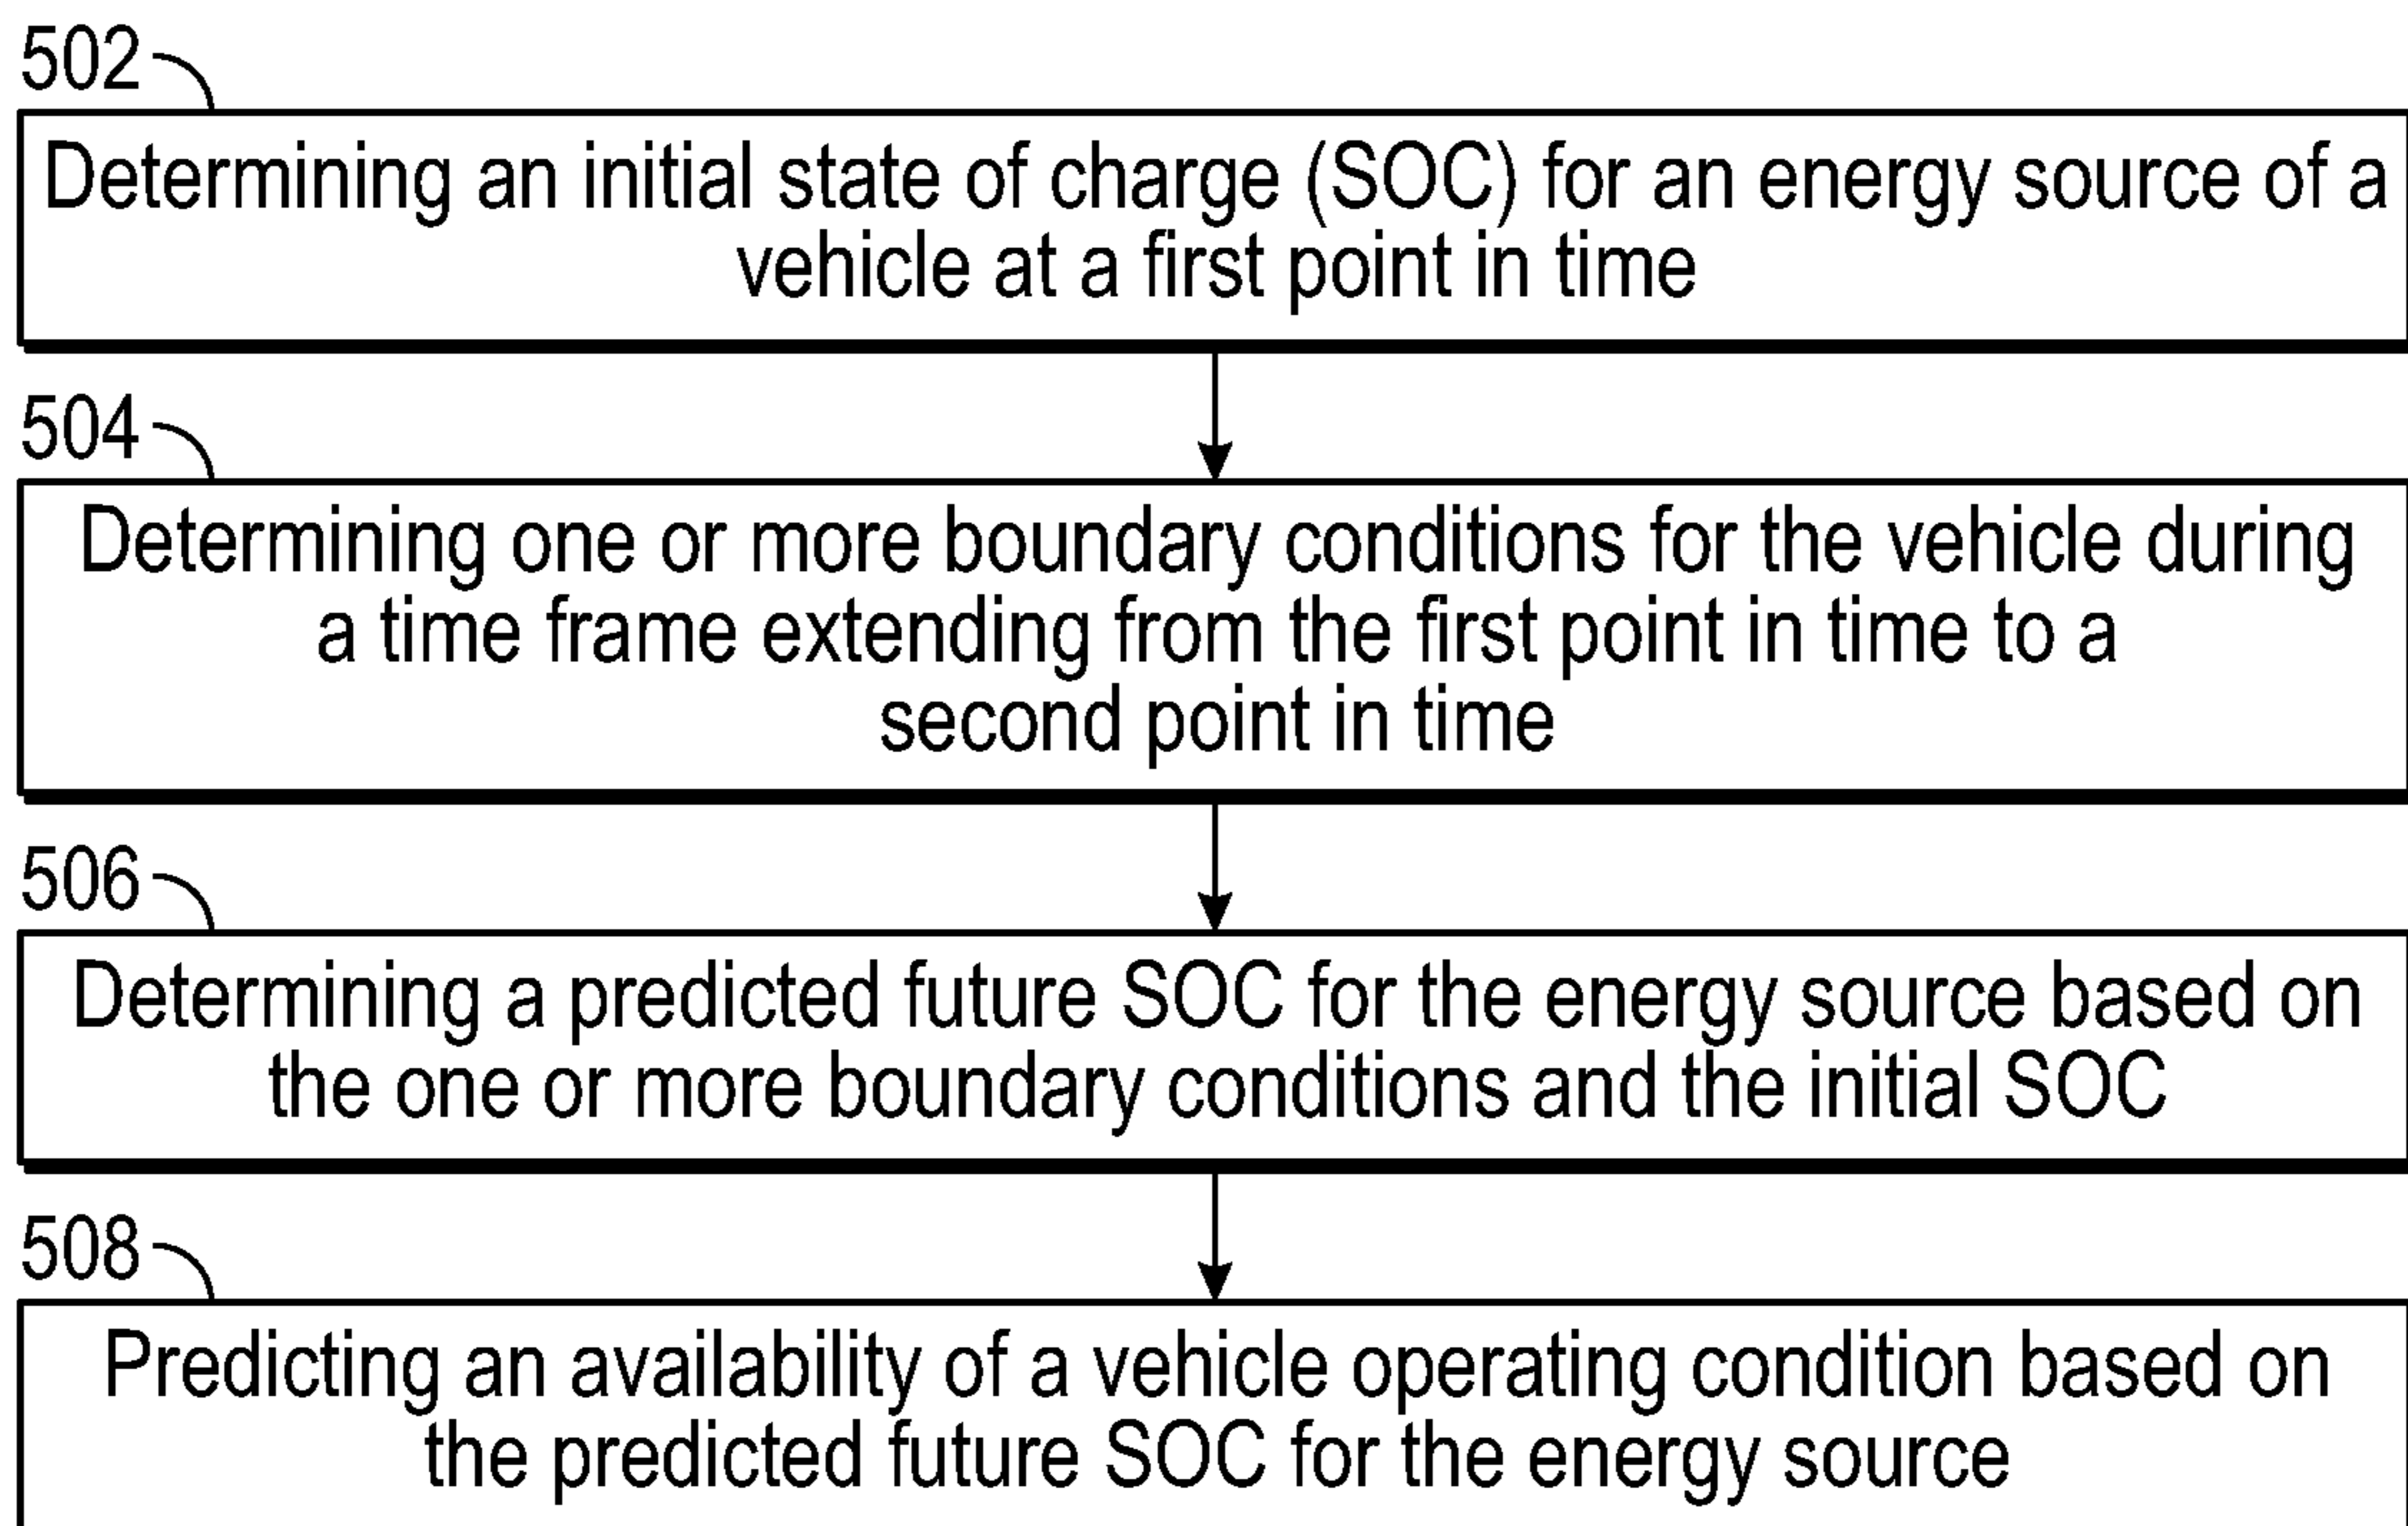 502
Determining an initial state of charge (SOC) for an energy source of a
vehicle at a first point in time
504
Determining one or more boundary conditions for the vehicle during
a time frame extending from the first point in time to a
second point in time
506
Determining a predicted future SOC for the energy source based on
the one or more boundary conditions and the initial SOC
508
Predicting an availability of a vehicle operating condition based on
the predicted future SOC for the energy source